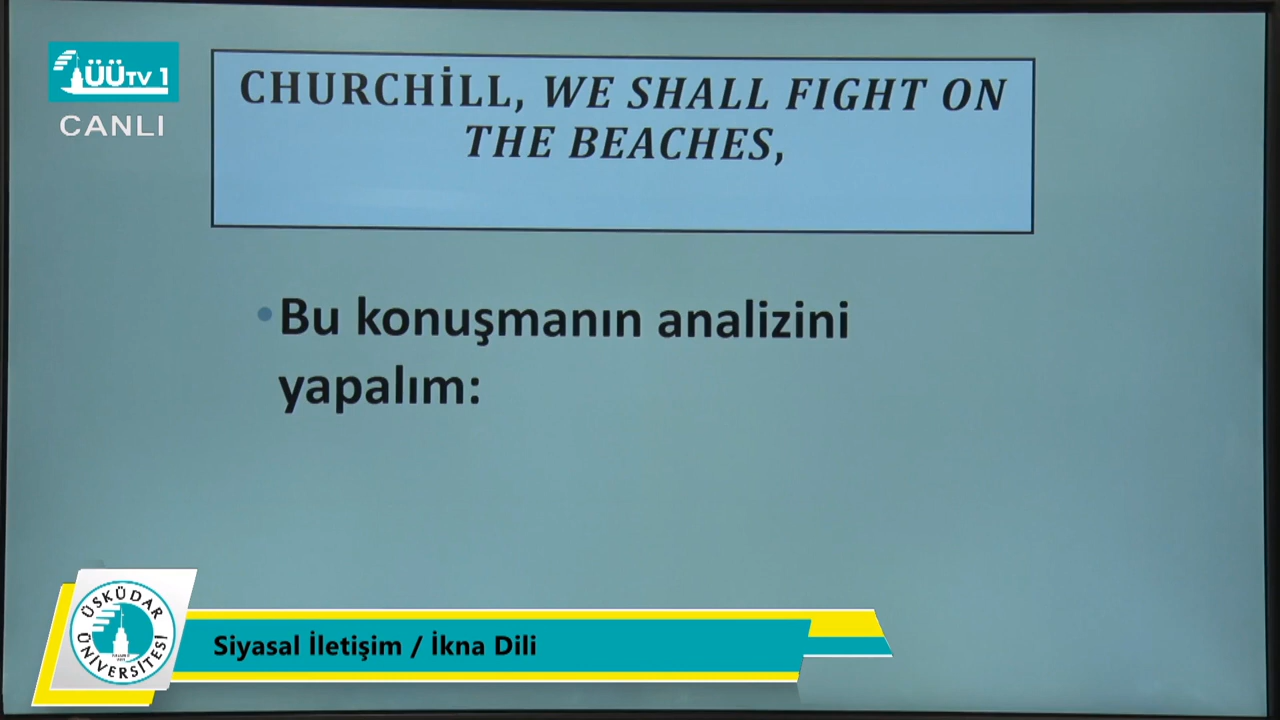 ÜÜTV 1
CANLI
CHURCHİLL, WE SHALL FIGHT ON
THE BEACHES,
Bu konuşmanın analizini
yapalım:
ÜSKÜDAR
ÜNİVERSİTESİ
Siyasal İletişim / İkna Dili